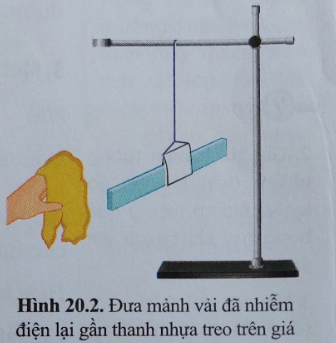 Hình 20.2. Đưa mảnh vải đã nhiễm
điện lại gần thanh nhựa treo trên giá